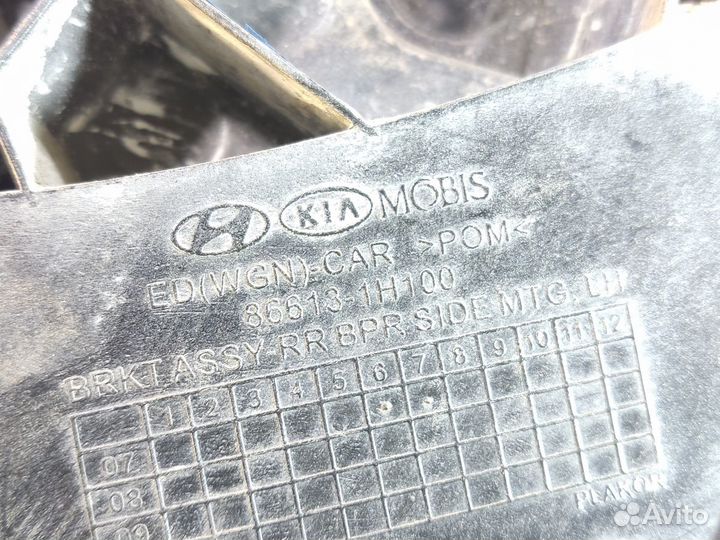 KIA MOBIS
ED(WGN)-CAR >POM<
86613-1H100
BRKT ASSY-RR BPR SIDE MTG, LH
1 2 3 4 5 6 7 8 9 10 11 12
07
08
09
PLAKOR
Avito